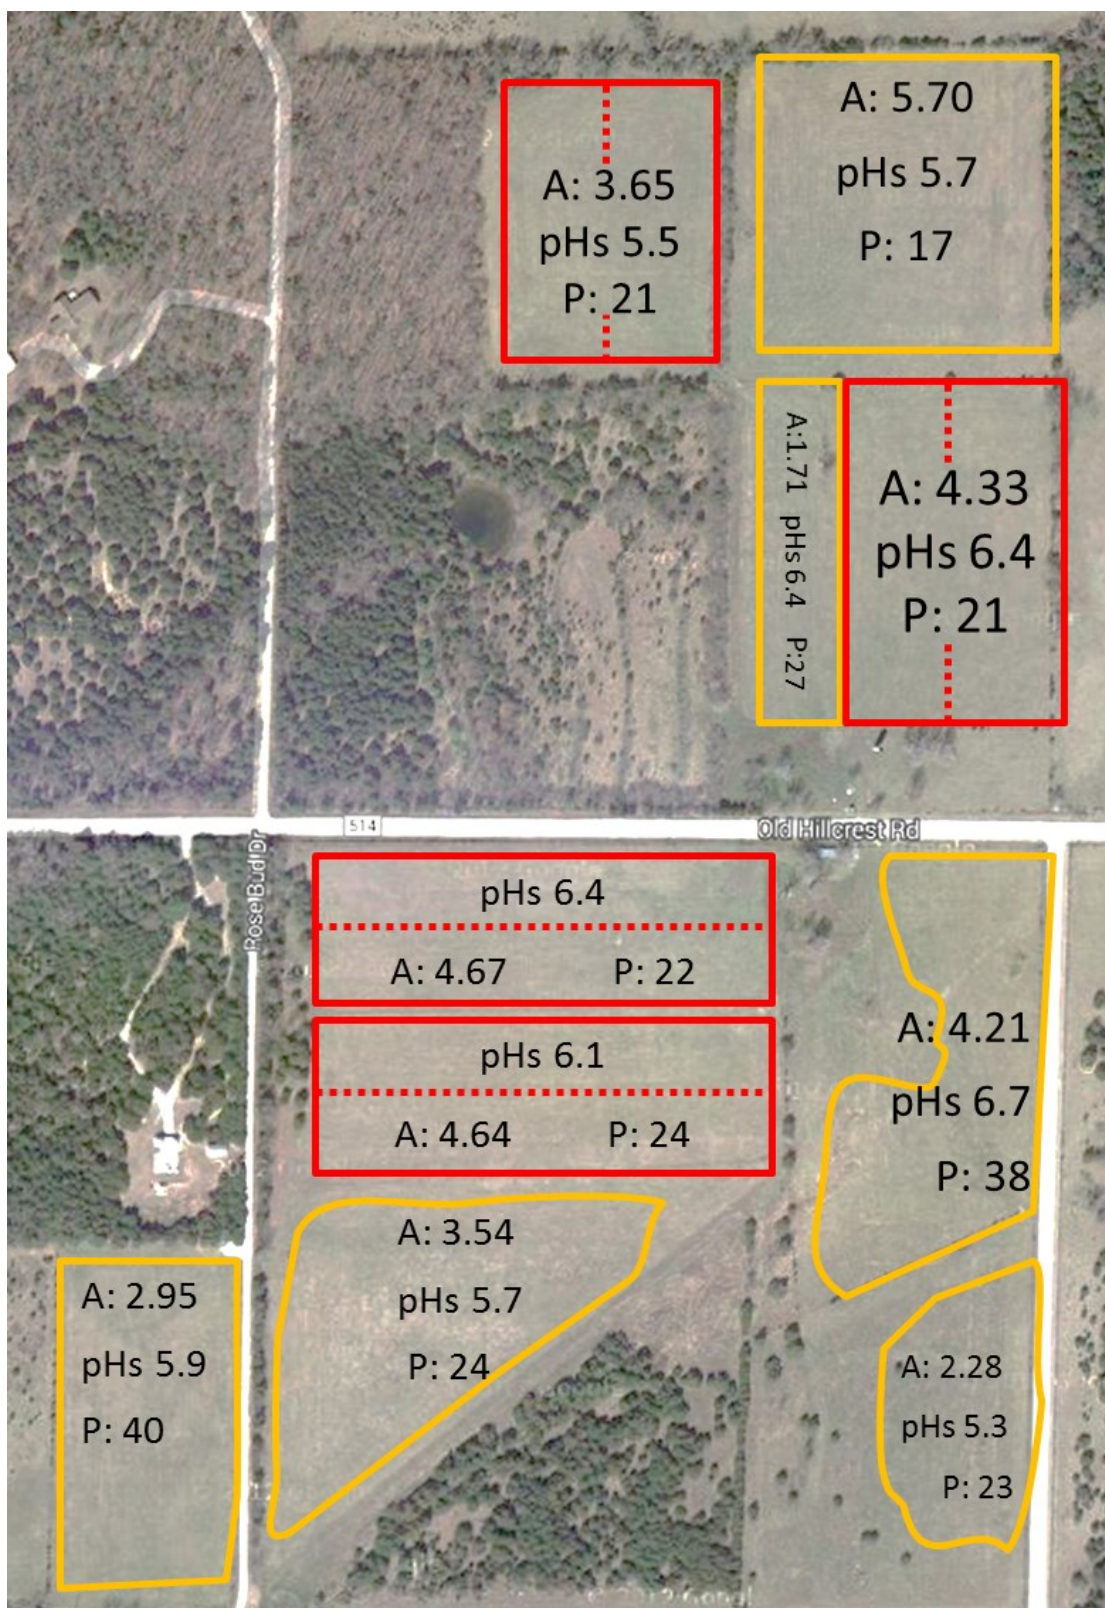 A: 3.65
pHs 5.5
P: 21
A: 5.70
pHs 5.7
P: 17
A:1.71 pHs 6.4 P:27
A: 4.33
pHs 6.4
P: 21
514
Old Hillcrest Rd
Rose Bud Dr
pHs 6.4
A: 4.67 P: 22
pHs 6.1
A: 4.64 P: 24
A: 4.21
pHs 6.7
P: 38
A: 3.54
pHs 5.7
P: 24
A: 2.95
pHs 5.9
P: 40
A: 2.28
pHs 5.3
P: 23